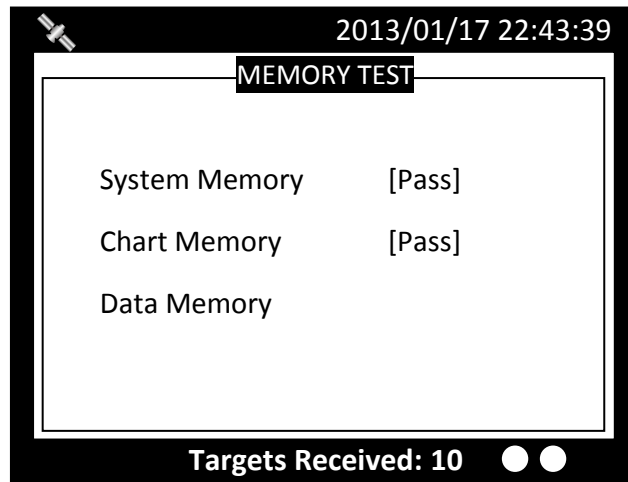 2013/01/17 22:43:39
MEMORY TEST
System Memory [Pass]
Chart Memory [Pass]
Data Memory
Targets Received: 10